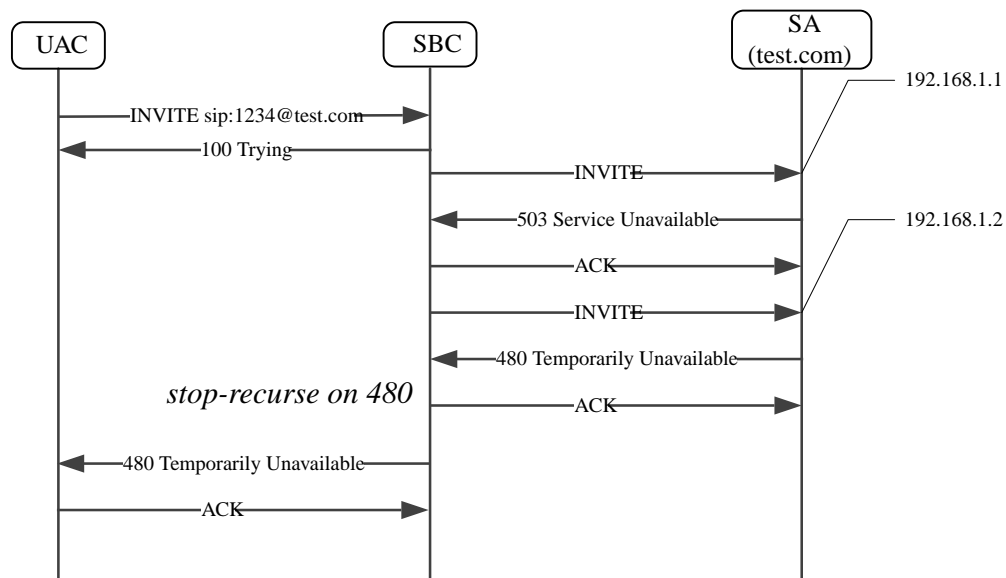 UAC
SBC
SA
(test.com)
192.168.1.1
INVITE sip:1234@test.com
100 Trying
INVITE
503 Service Unavailable
192.168.1.2
ACK
INVITE
480 Temporarily Unavailable
stop-recurse on 480
ACK
480 Temporarily Unavailable
ACK